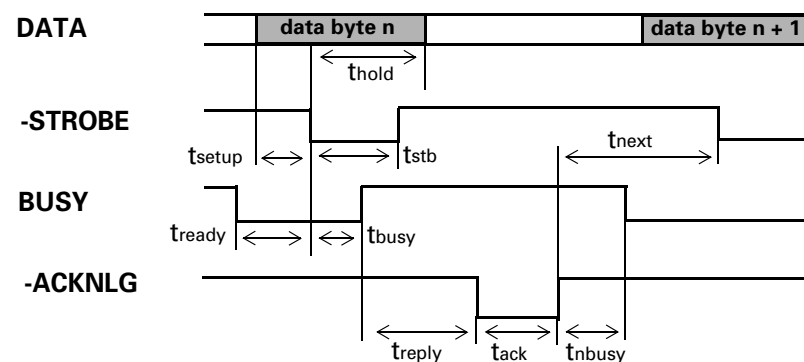 DATA data byte n data byte n + 1
thold
-STROBE
tsetup tstb tnext
BUSY
tready tbusy
-ACKNLG
treply tack tnbusy